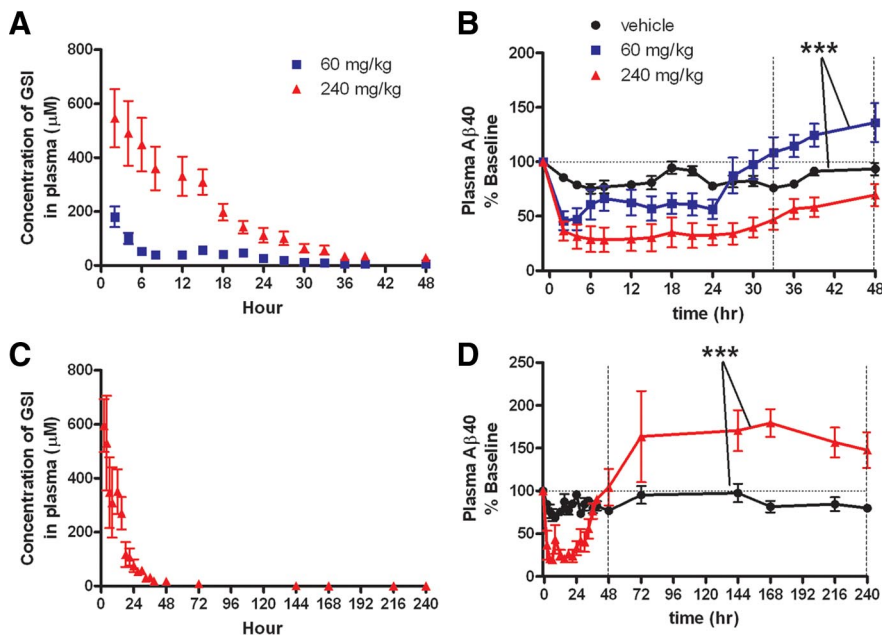 A
Concentration of GSI
in plasma (μM)
800
600
400
200
0
60 mg/kg
240 mg/kg
0 6 12 18 24 30 36 42 48
Hour
B
vehicle
60 mg/kg
240 mg/kg
***
Plasma Aβ40
% Baseline
200
150
100
50
0
0 6 12 18 24 30 36 42 48
time (hr)
C
Concentration of GSI
in plasma (μM)
800
600
400
200
0
0 24 48 72 96 120 144 168 192 216 240
Hour
D
***
Plasma Aβ40
% Baseline
250
200
150
100
50
0
0 24 48 72 96 120 144 168 192 216 240
time (hr)